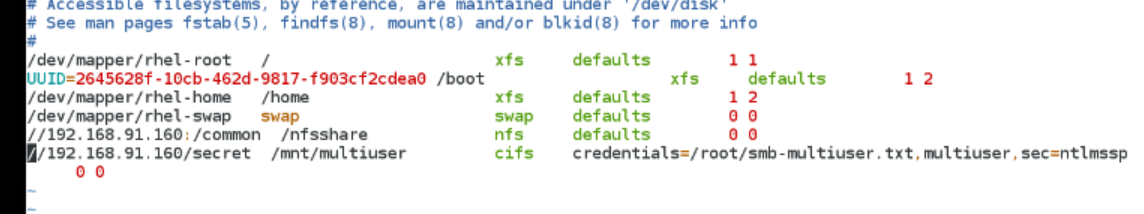 # Accessible filesystems, by reference, are maintained under '/dev/disk'
# See man pages fstab(5), findfs(8), mount(8) and/or blkid(8) for more info
#
/dev/mapper/rhel-root   /                       xfs     defaults        1 1
UUID=2645628f-10cb-462d-9817-f903cf2cdea0 /boot                   xfs     defaults        1 2
/dev/mapper/rhel-home   /home                   xfs     defaults        1 2
/dev/mapper/rhel-swap   swap                    swap    defaults        0 0
//192.168.91.160:/common  /nfsshare             nfs     defaults        0 0
//192.168.91.160/secret  /mnt/multiuser         cifs    credentials=/root/smb-multiuser.txt,multiuser,sec=ntlmssp
     0 0
~
~